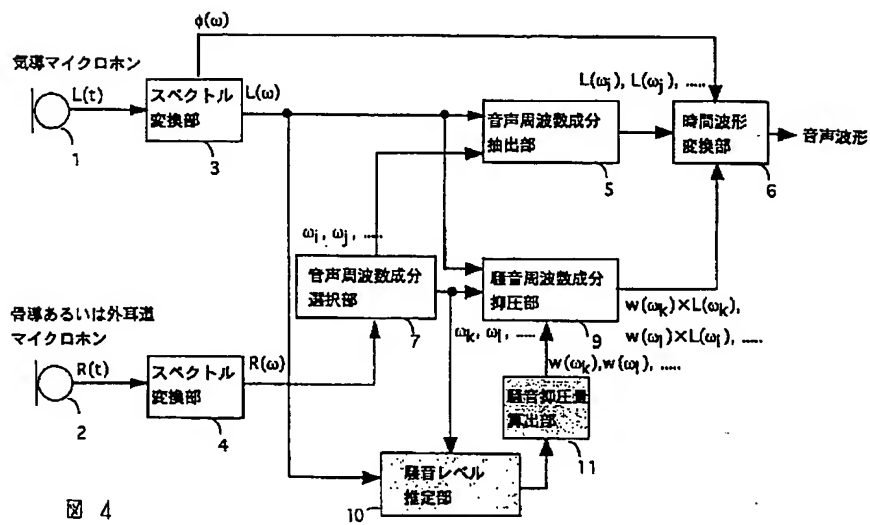 ϕ(ω)
気導マイクロホン
L(t)
1
スペクトル
変換部
3
L(ω)
音声周波数成分
抽出部
5
L(ωi), L(ωj), .....
時間波形
変換部
6
音声波形
ωi, ωj, .....
音声周波数成分
選択部
7
騒音周波数成分
抑圧部
9
ωk, ωl, .....
w(ωk)×L(ωk),
w(ωl)×L(ωl), .....
w(ωk),w(ωl), .....
骨導あるいは外耳道
マイクロホン
R(t)
2
スペクトル
変換部
4
R(ω)
騒音抑圧量
算出部
11
騒音レベル
推定部
10
図 4